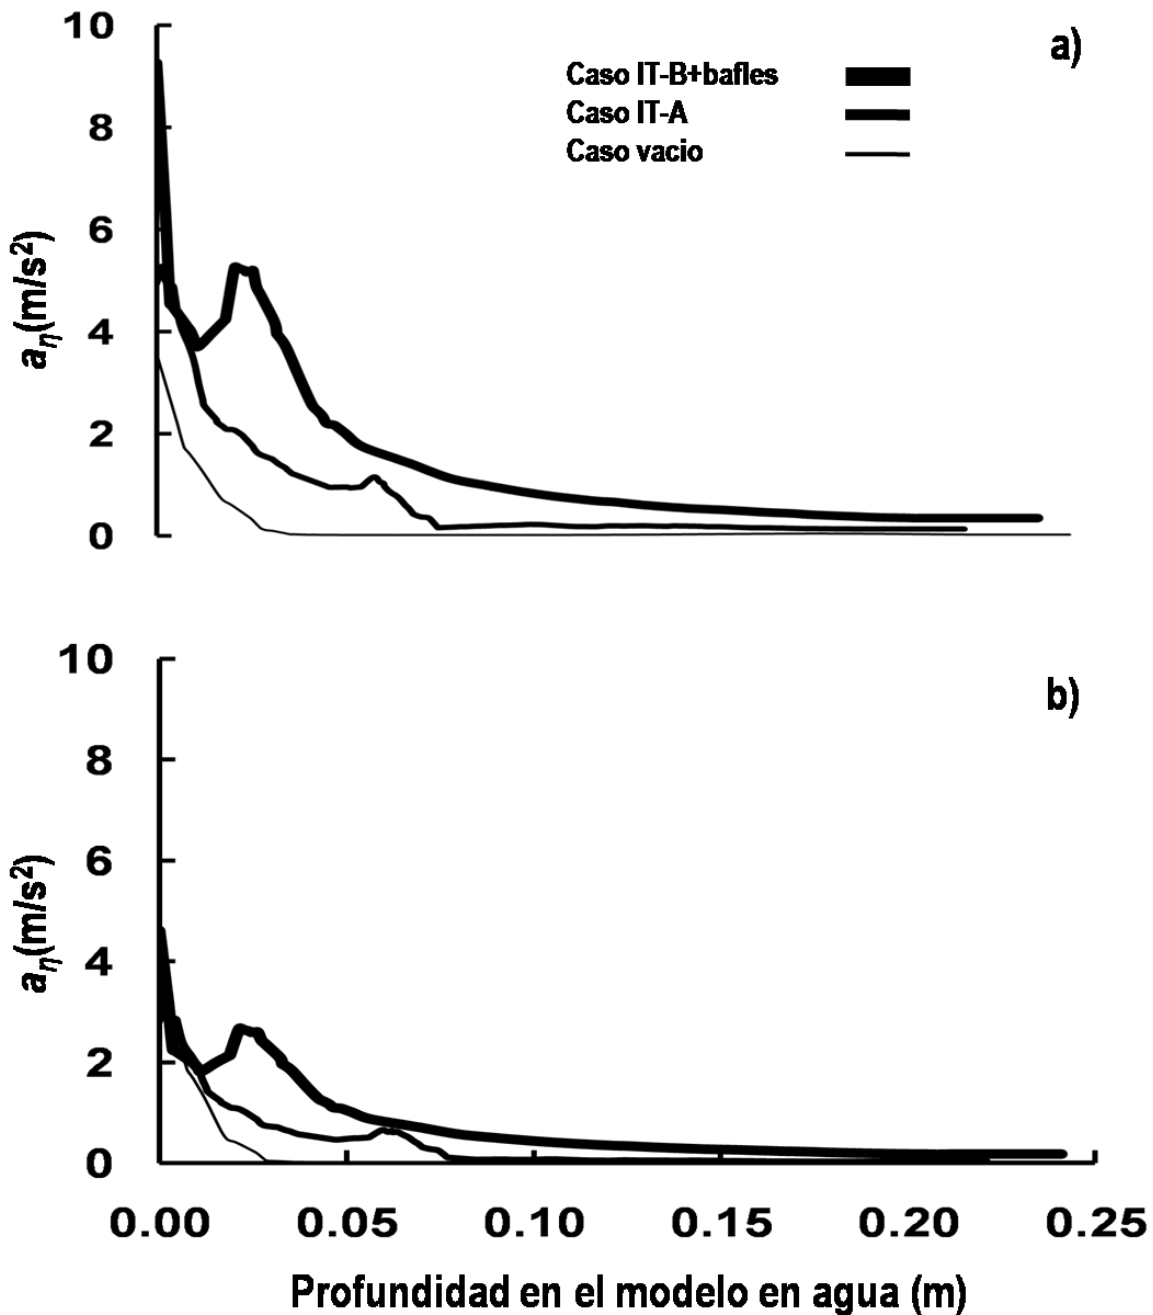 10
a)
Caso IT-B+bafles
Caso IT-A
Caso vacio
8
6
4
2
0
aη(m/s²)
10
b)
8
6
4
2
0
aη(m/s²)
0.00 0.05 0.10 0.15 0.20 0.25
Profundidad en el modelo en agua (m)